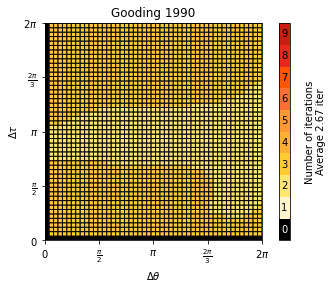 Gooding 1990
2π
2π/3
π
π/2
0
Δτ
0
π/2
π
2π/3
2π
Δθ
9
8
7
6
5
4
3
2
1
0
Number of iterations
Average 2.67 iter